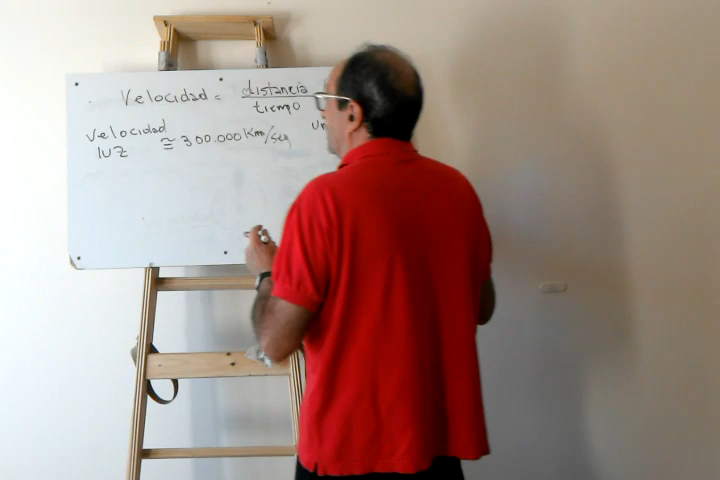 Velocidad = distancia
tiempo
Velocidad
luz ≅ 300.000 Km/seg